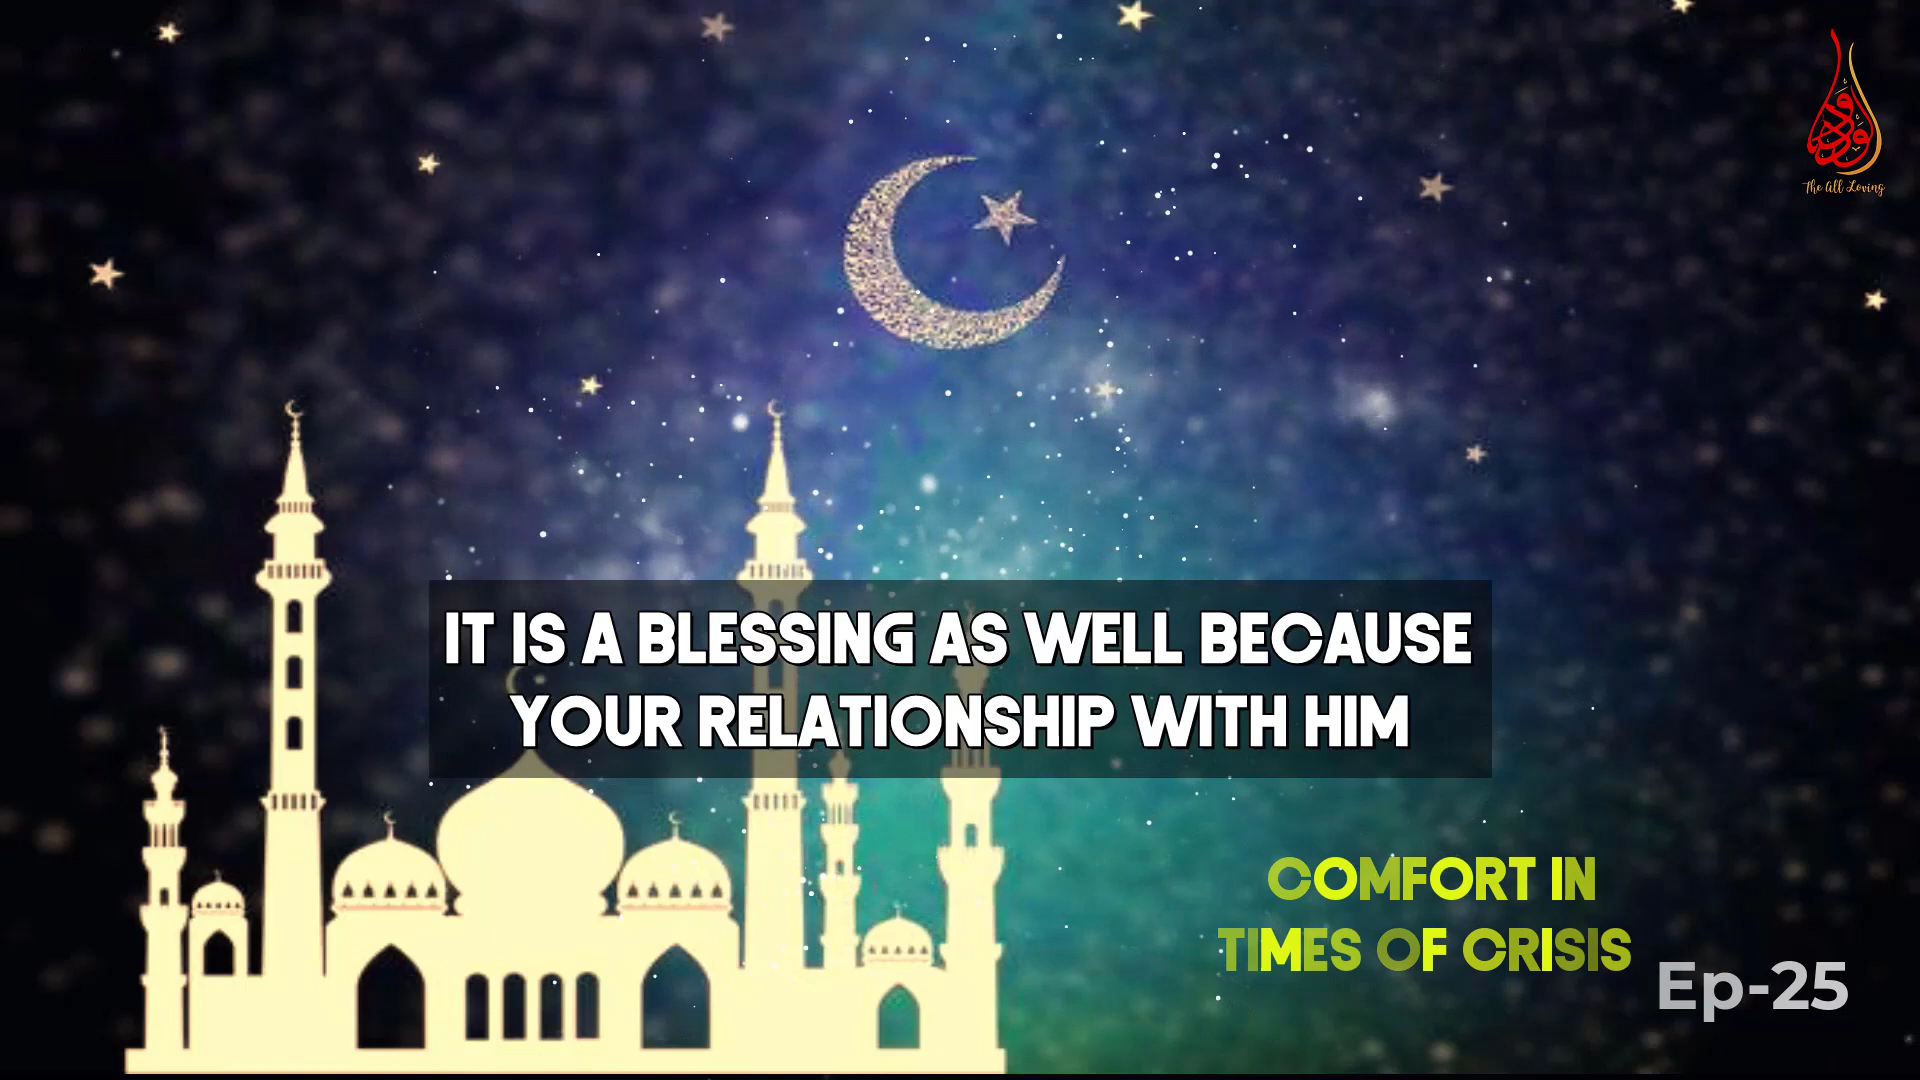 الودود
The All Loving
IT IS A BLESSING AS WELL BECAUSE
YOUR RELATIONSHIP WITH HIM
COMFORT IN
TIMES OF CRISIS
Ep-25